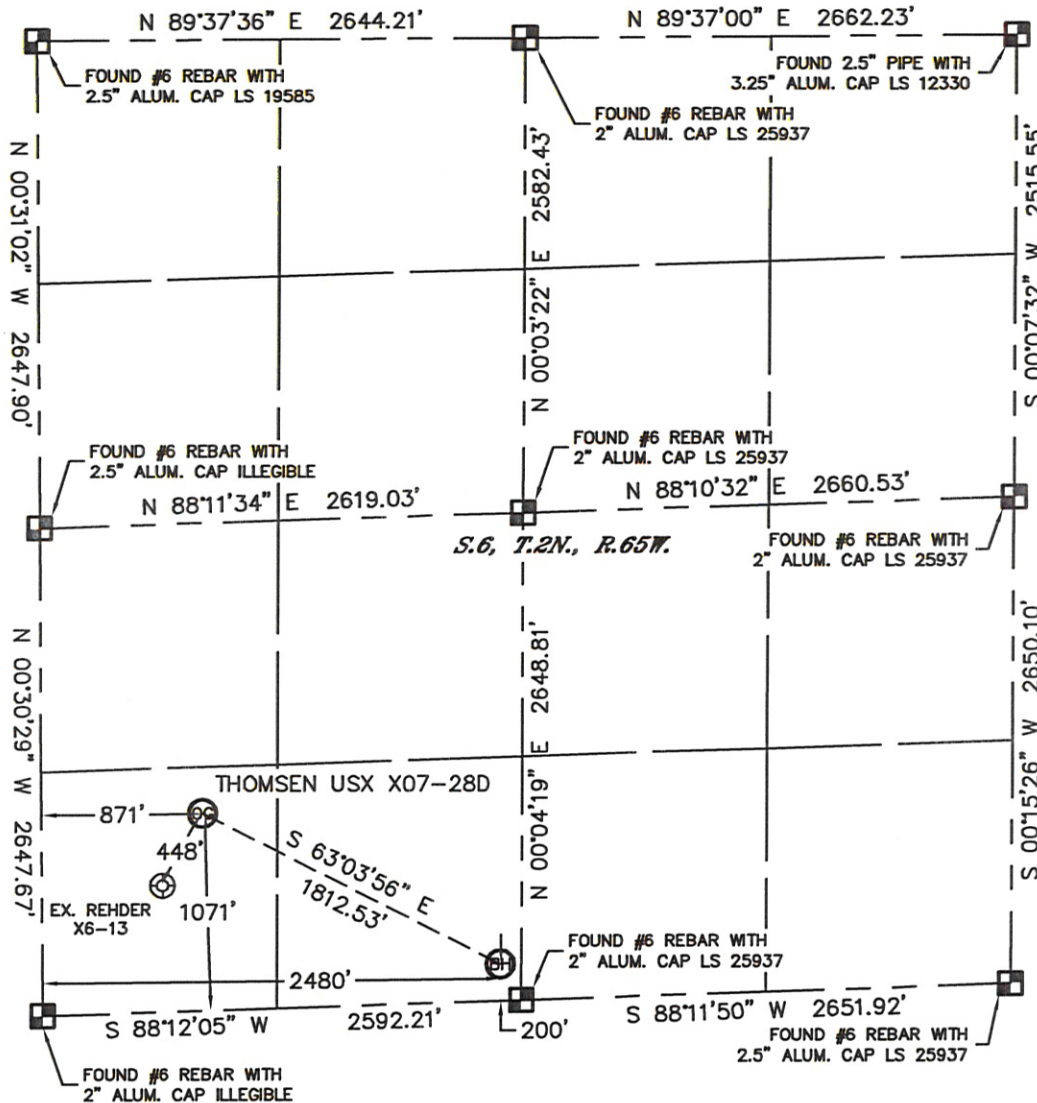 N 89°37'36" E 2644.21'
N 89°37'00" E 2662.23'
FOUND #6 REBAR WITH
2.5" ALUM. CAP LS 19585
FOUND #6 REBAR WITH
2" ALUM. CAP LS 25937
FOUND 2.5" PIPE WITH
3.25" ALUM. CAP LS 12330
N 00°31'02" W 2647.90'
N 00°03'22" E 2582.43'
S 00°07'32" W 2515.55'
FOUND #6 REBAR WITH
2.5" ALUM. CAP ILLEGIBLE
FOUND #6 REBAR WITH
2" ALUM. CAP LS 25937
N 88°11'34" E 2619.03'
N 88°10'32" E 2660.53'
S.6, T.2N., R.65W.
FOUND #6 REBAR WITH
2" ALUM. CAP LS 25937
N 00°30'29" W 2647.67'
N 00°04'19" E 2648.81'
S 00°15'26" W 2650.10'
THOMSEN USX X07-28D
871'
OG
448'
S 63°03'56" E
1812.53'
EX. REHDER
X6-13
1071'
BH
2480'
FOUND #6 REBAR WITH
2" ALUM. CAP LS 25937
S 88°12'05" W 2592.21'
200'
S 88°11'50" W 2651.92'
FOUND #6 REBAR WITH
2.5" ALUM. CAP LS 25937
FOUND #6 REBAR WITH
2" ALUM. CAP ILLEGIBLE